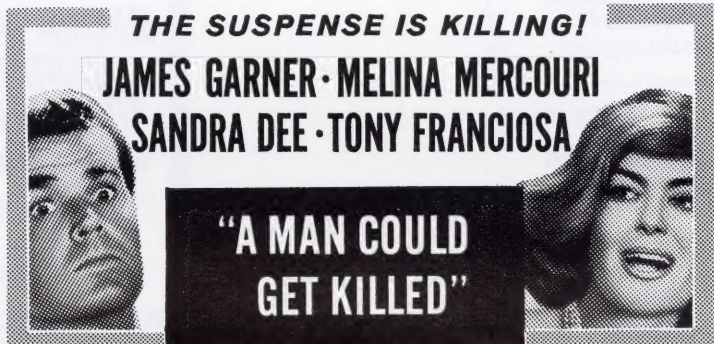 THE SUSPENSE IS KILLING!
JAMES GARNER · MELINA MERCOURI
SANDRA DEE · TONY FRANCIOSA
"A MAN COULD
GET KILLED"